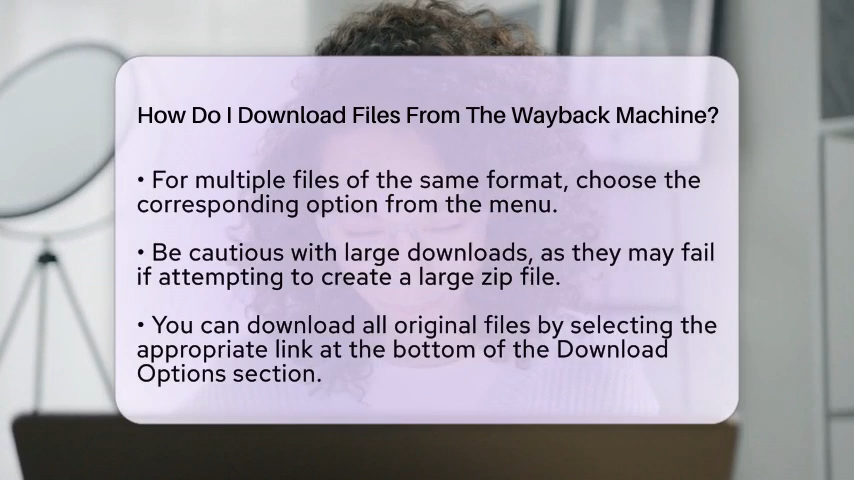 How Do I Download Files From The Wayback Machine?
• For multiple files of the same format, choose the
corresponding option from the menu.
• Be cautious with large downloads, as they may fail
if attempting to create a large zip file.
• You can download all original files by selecting the
appropriate link at the bottom of the Download
Options section.